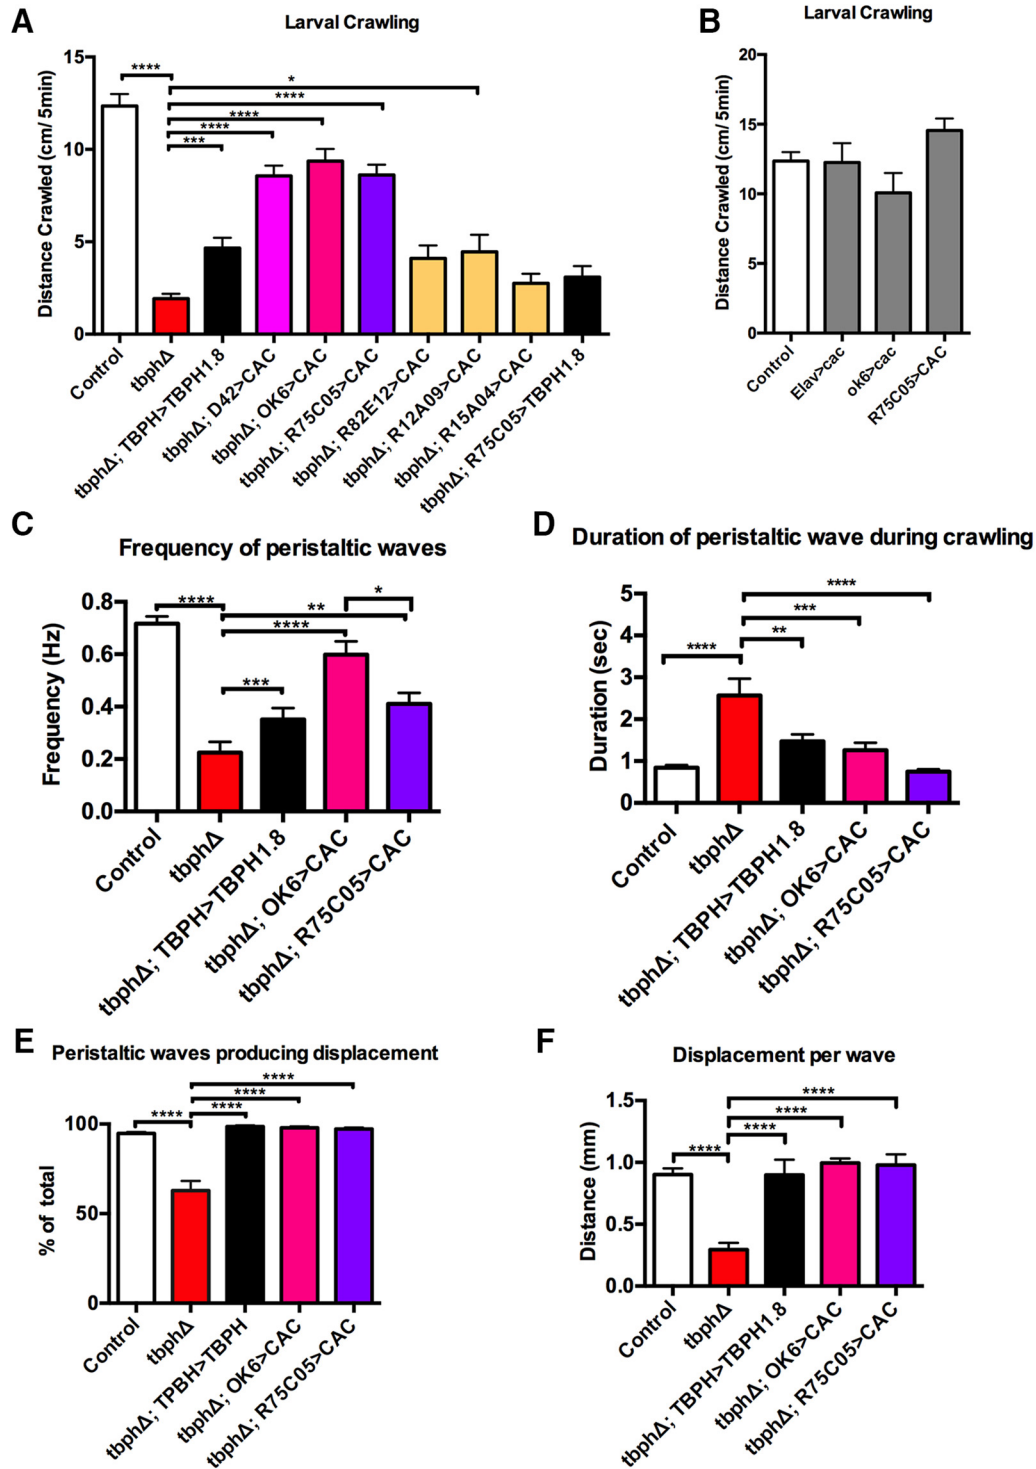 A
Larval Crawling
Distance Crawled (cm/ 5min)
15
10
5
0
****
*
****
****
****
***
Control
tbphΔ
tbphΔ; TBPH>TBPH1.8
tbphΔ; D42>CAC
tbphΔ; OK6>CAC
tbphΔ; R75C05>CAC
tbphΔ; R82E12>CAC
tbphΔ; R12A09>CAC
tbphΔ; R15A04>CAC
tbphΔ; R75C05>TBPH1.8
B
Larval Crawling
Distance Crawled (cm/ 5min)
20
15
10
5
0
Control
Elav>cac
ok6>cac
R75C05>CAC
C
Frequency of peristaltic waves
Frequency (Hz)
0.8
0.6
0.4
0.2
0.0
****
*
**
****
***
Control
tbphΔ
tbphΔ; TBPH>TBPH1.8
tbphΔ; OK6>CAC
tbphΔ; R75C05>CAC
D
Duration of peristaltic wave during crawling
Duration (sec)
5
4
3
2
1
0
****
***
**
****
Control
tbphΔ
tbphΔ; TBPH>TBPH1.8
tbphΔ; OK6>CAC
tbphΔ; R75C05>CAC
E
Peristaltic waves producing displacement
% of total
100
50
0
****
****
****
****
Control
tbphΔ
tbphΔ; TPBH>TBPH
tbphΔ; OK6>CAC
tbphΔ; R75C05>CAC
F
Displacement per wave
Distance (mm)
1.5
1.0
0.5
0.0
****
****
****
****
Control
tbphΔ
tbphΔ; TBPH>TBPH1.8
tbphΔ; OK6>CAC
tbphΔ; R75C05>CAC